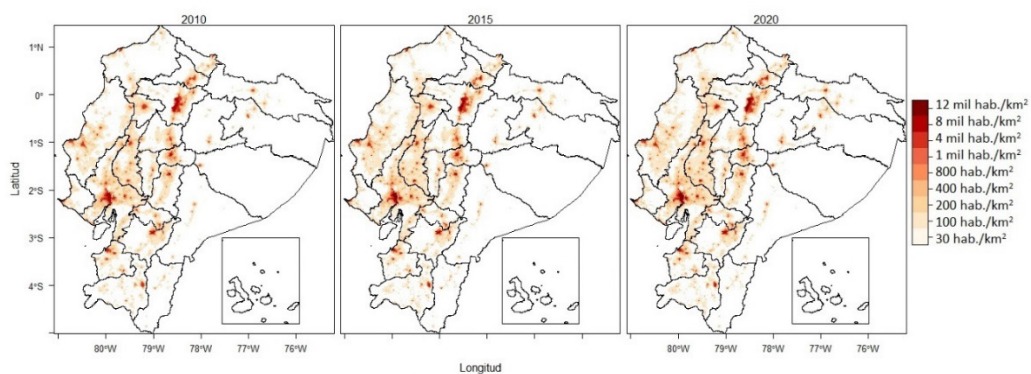 2010
2015
2020
1°N
0°
1°S
2°S
3°S
4°S
Latitud
80°W
79°W
78°W
77°W
76°W
80°W
79°W
78°W
77°W
76°W
Longitud
12 mil hab./km²
8 mil hab./km²
4 mil hab./km²
1 mil hab./km²
800 hab./km²
400 hab./km²
200 hab./km²
100 hab./km²
30 hab./km²